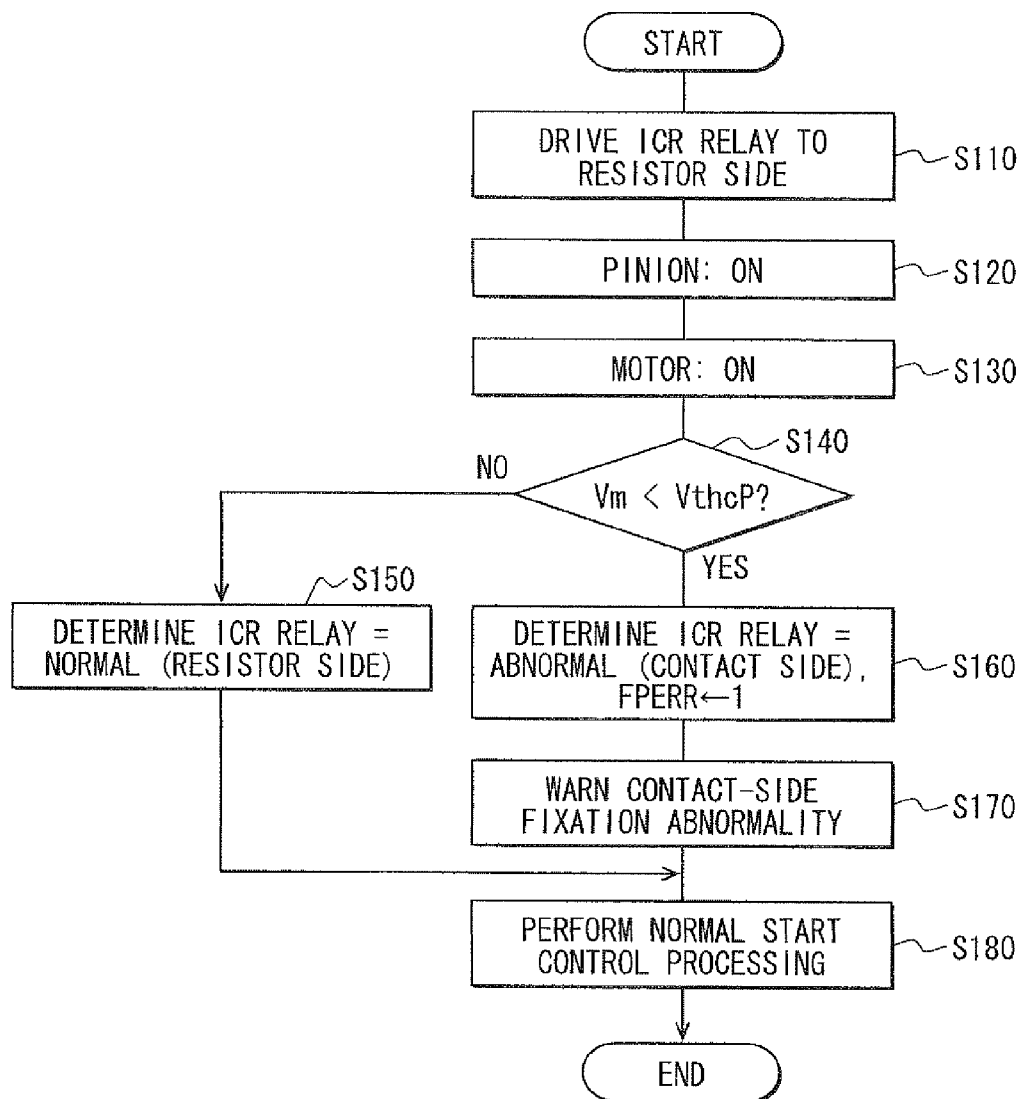 START
DRIVE ICR RELAY TO
RESISTOR SIDE
S110
PINION: ON
S120
MOTOR: ON
S130
S140
NO
Vm < VthcP?
YES
S150
DETERMINE ICR RELAY =
NORMAL (RESISTOR SIDE)
DETERMINE ICR RELAY =
ABNORMAL (CONTACT SIDE),
FPERR←1
S160
WARN CONTACT-SIDE
FIXATION ABNORMALITY
S170
PERFORM NORMAL START
CONTROL PROCESSING
S180
END